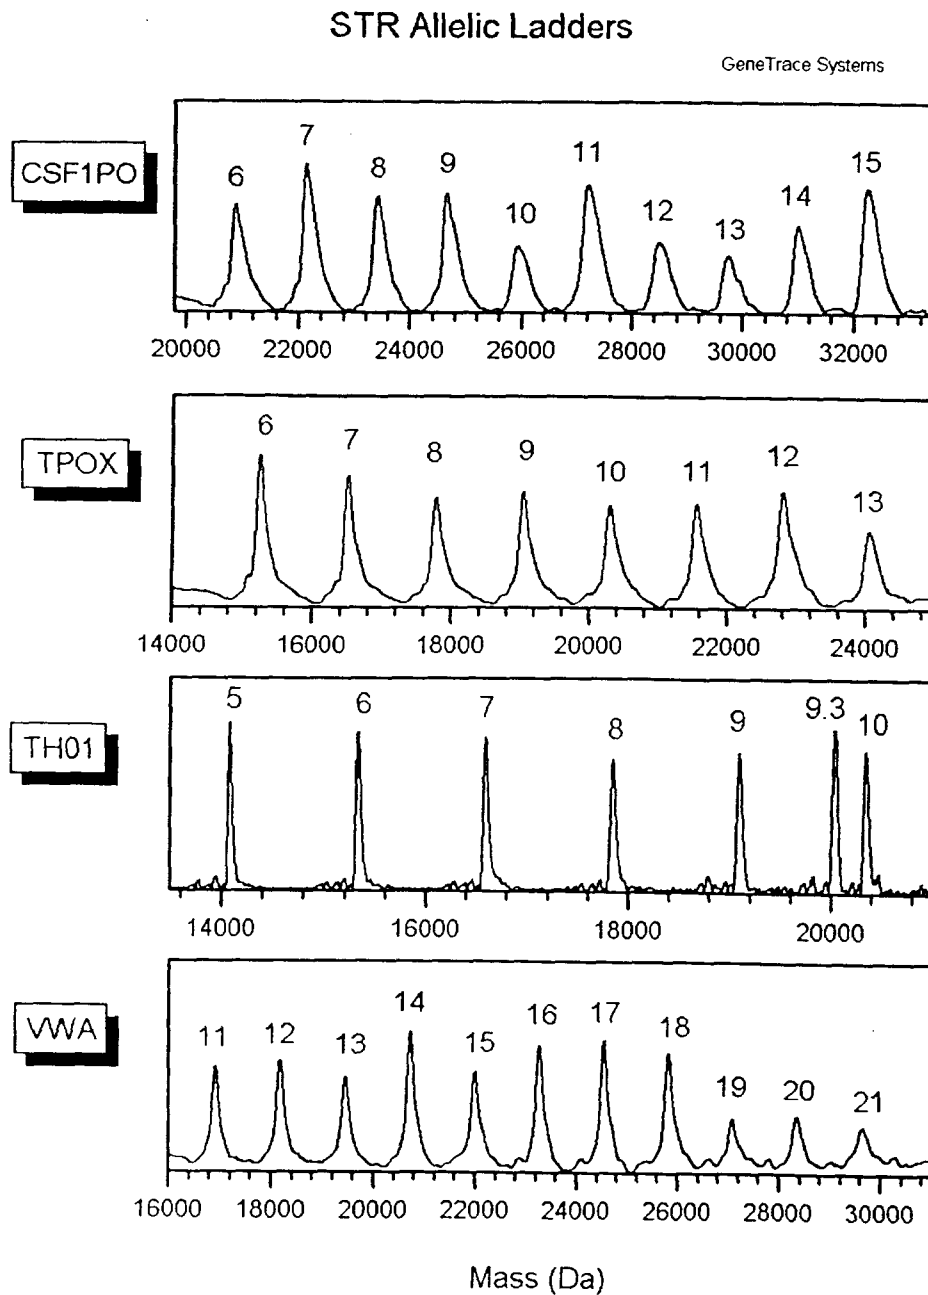 STR Allelic Ladders
GeneTrace Systems
CSF1PO
6 7 8 9 10 11 12 13 14 15
20000 22000 24000 26000 28000 30000 32000
TPOX
6 7 8 9 10 11 12 13
14000 16000 18000 20000 22000 24000
TH01
5 6 7 8 9 9.3 10
14000 16000 18000 20000
VWA
11 12 13 14 15 16 17 18 19 20 21
16000 18000 20000 22000 24000 26000 28000 30000
Mass (Da)